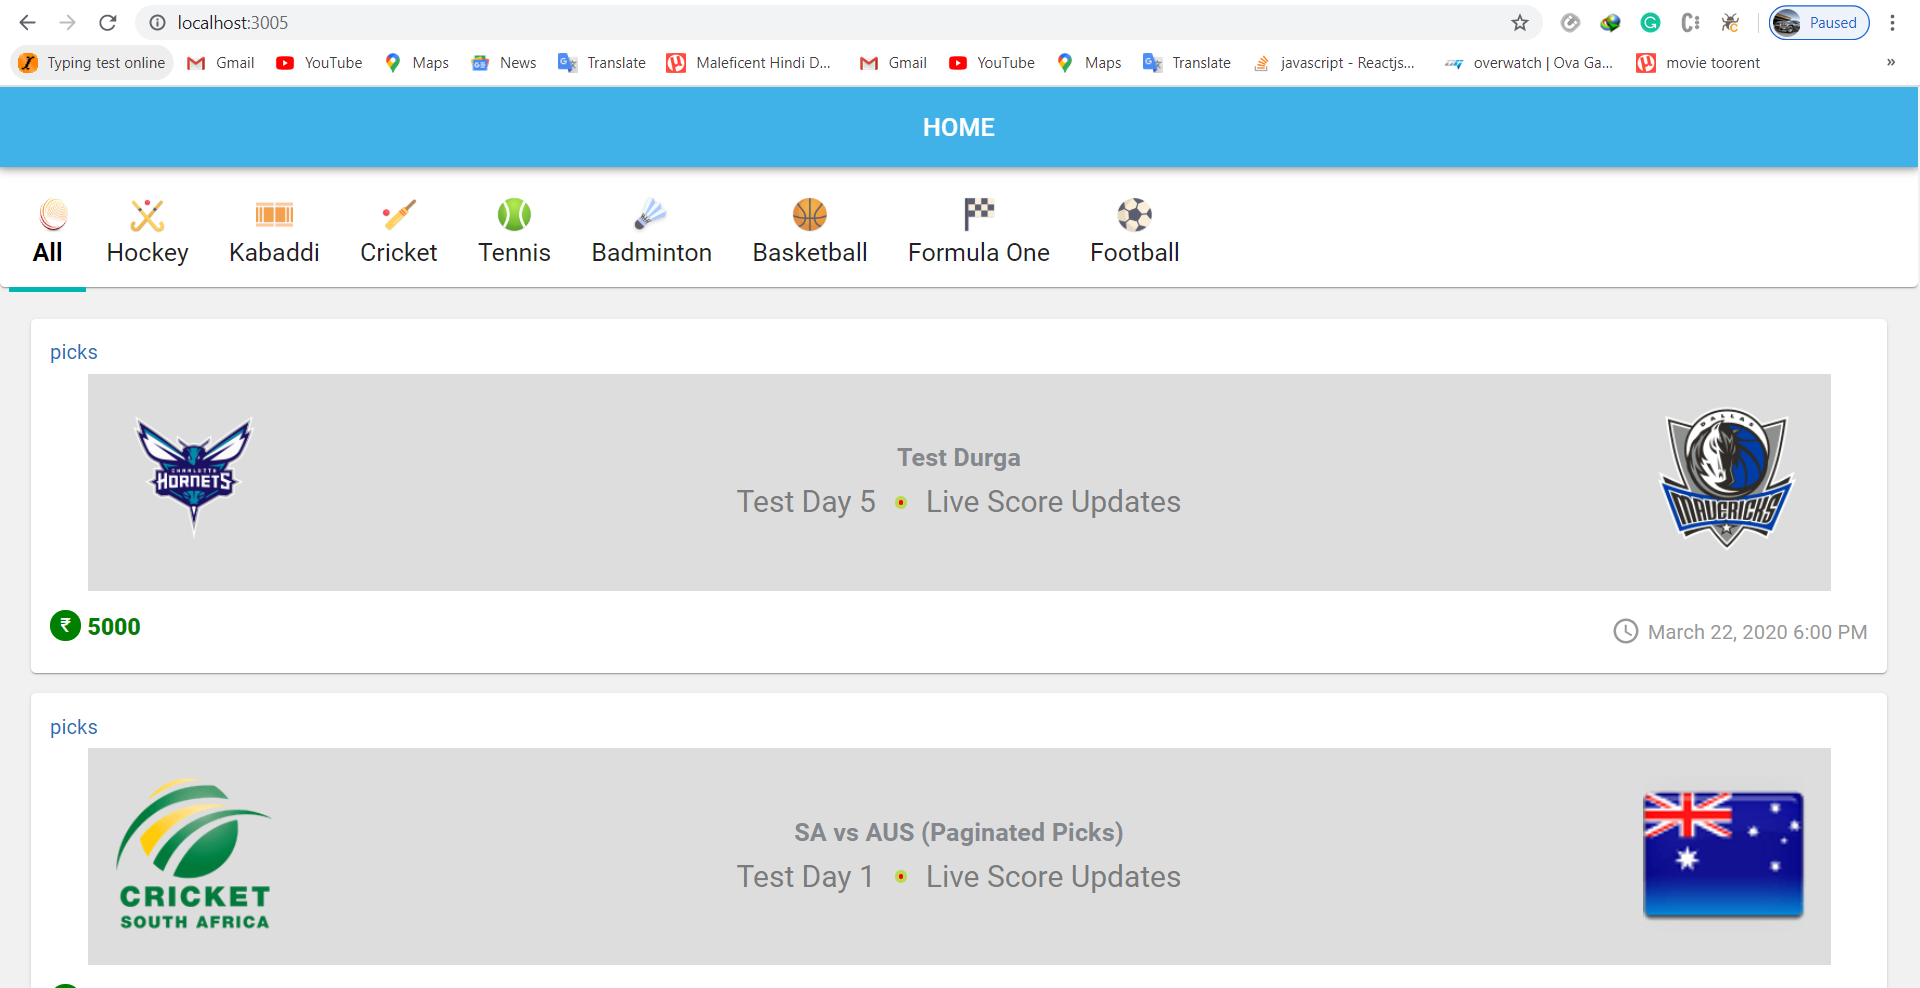 localhost:3005
Paused
Typing test online Gmail YouTube Maps News Translate Maleficent Hindi D... Gmail YouTube Maps Translate javascript - Reactjs... overwatch | Ova Ga... movie toorent »
HOME
All Hockey Kabaddi Cricket Tennis Badminton Basketball Formula One Football
picks
CHARLOTTE
HORNETS
DALLAS
MAVERICKS
Test Durga
Test Day 5 Live Score Updates
₹ 5000
March 22, 2020 6:00 PM
picks
CRICKET
SOUTH AFRICA
SA vs AUS (Paginated Picks)
Test Day 1 Live Score Updates